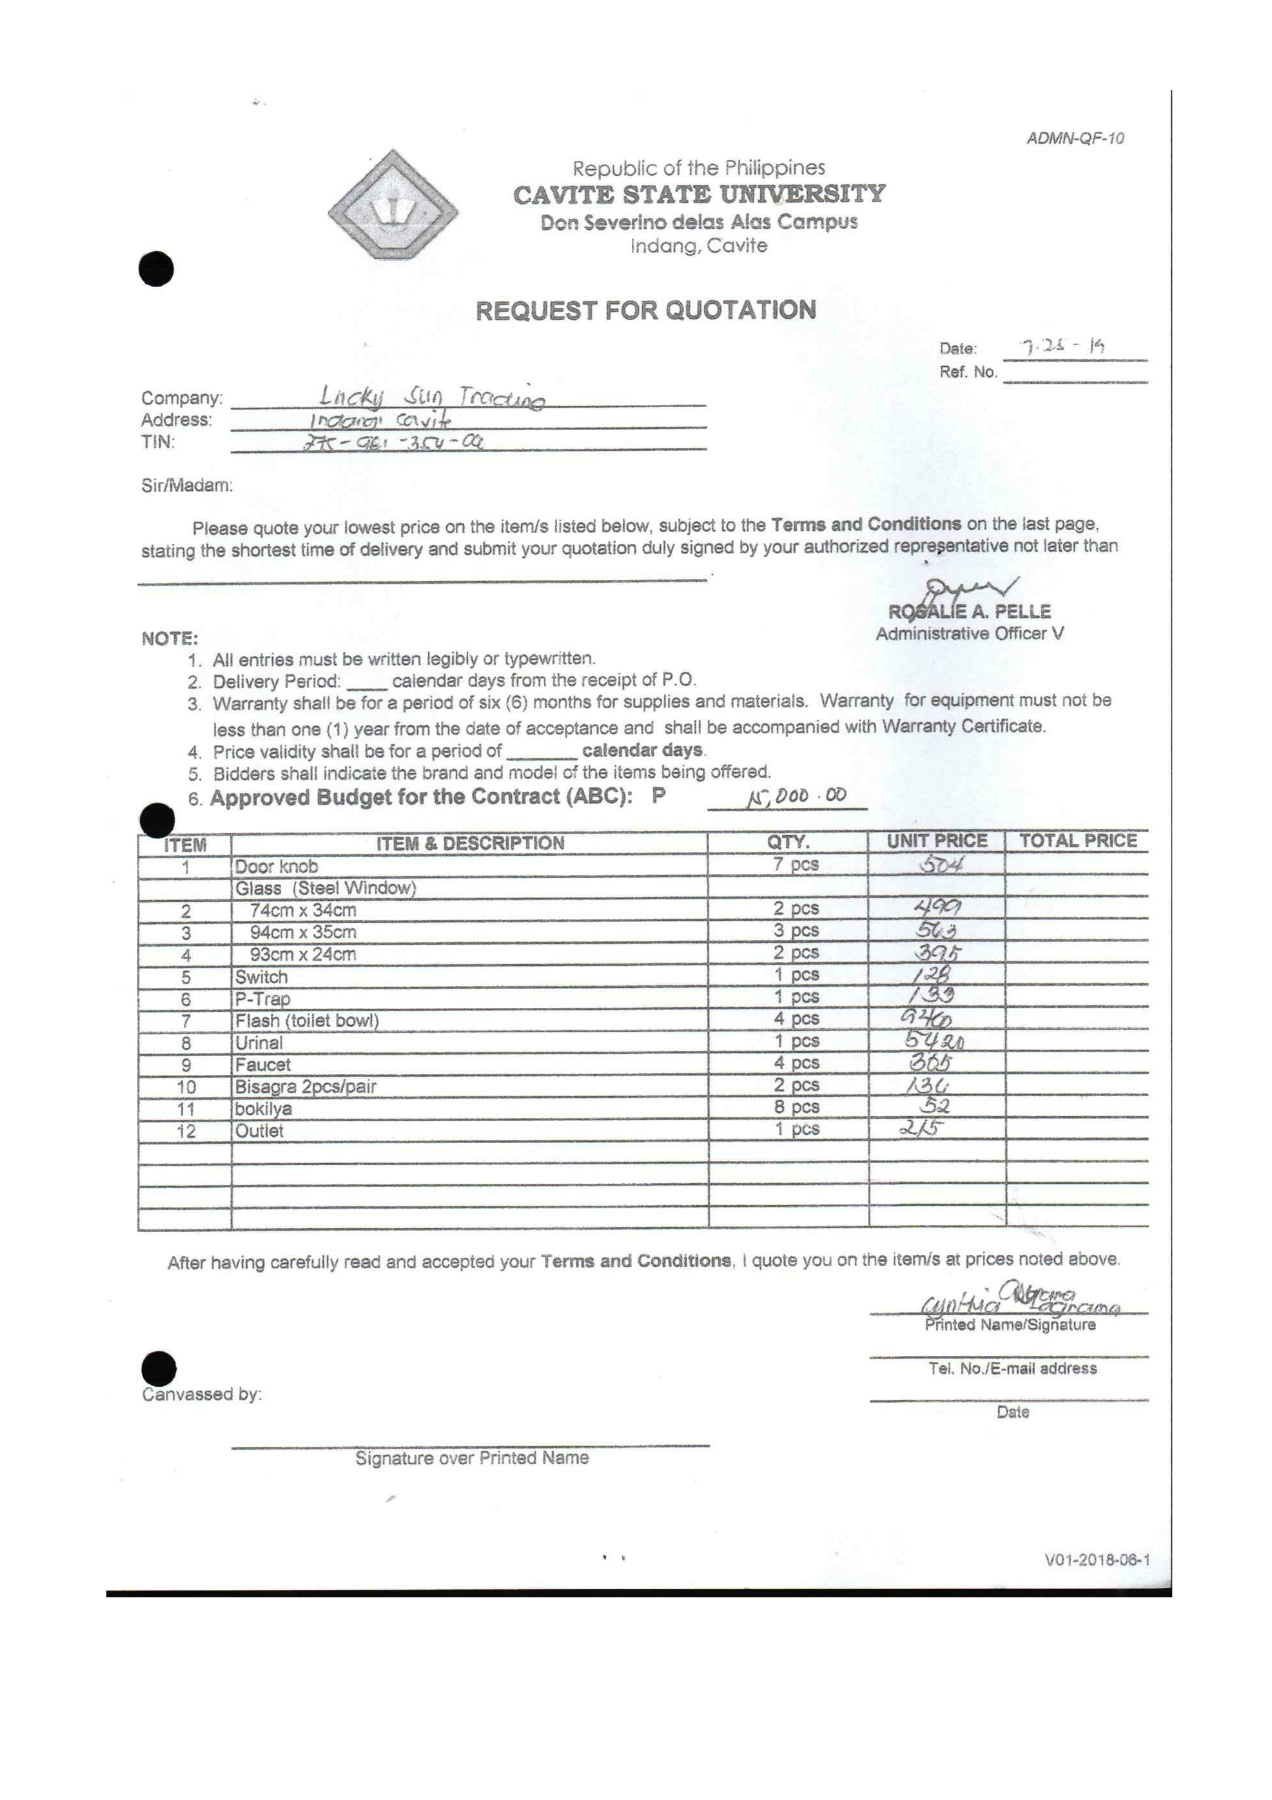 ADMN-QF-10
Republic of the Philippines
CAVITE STATE UNIVERSITY
Don Severino delas Alas Campus
Indang, Cavite
REQUEST FOR QUOTATION
Date: 7-25-19
Ref. No.
Company: Lucky Sun Trading
Address: Indang Cavite
TIN:
Sir/Madam:
Please quote your lowest price on the item/s listed below, subject to the Terms and Conditions on the last page,
stating the shortest time of delivery and submit your quotation duly signed by your authorized representative not later than
ROSALIE A. PELLE
Administrative Officer V
NOTE:
1. All entries must be written legibly or typewritten.
2. Delivery Period: ____ calendar days from the receipt of P.O.
3. Warranty shall be for a period of six (6) months for supplies and materials. Warranty for equipment must not be
less than one (1) year from the date of acceptance and shall be accompanied with Warranty Certificate.
4. Price validity shall be for a period of _______ calendar days.
5. Bidders shall indicate the brand and model of the items being offered.
6. Approved Budget for the Contract (ABC): P 15,000.00
ITEM ITEM & DESCRIPTION QTY. UNIT PRICE TOTAL PRICE
1 Door knob 7 pcs 504
Glass (Steel Window)
2 74cm x 34cm 2 pcs 499
3 94cm x 35cm 3 pcs 563
4 93cm x 24cm 2 pcs 395
5 Switch 1 pcs 128
6 P-Trap 1 pcs 133
7 Flash (toilet bowl) 4 pcs 940
8 Urinal 1 pcs 5420
9 Faucet 4 pcs 365
10 Bisagra 2pcs/pair 2 pcs 136
11 bokilya 8 pcs 52
12 Outlet 1 pcs 215
After having carefully read and accepted your Terms and Conditions, I quote you on the item/s at prices noted above.
Cynthia Lagrama
Printed Name/Signature
Tel. No./E-mail address
Canvassed by:
Date
Signature over Printed Name
V01-2018-06-1